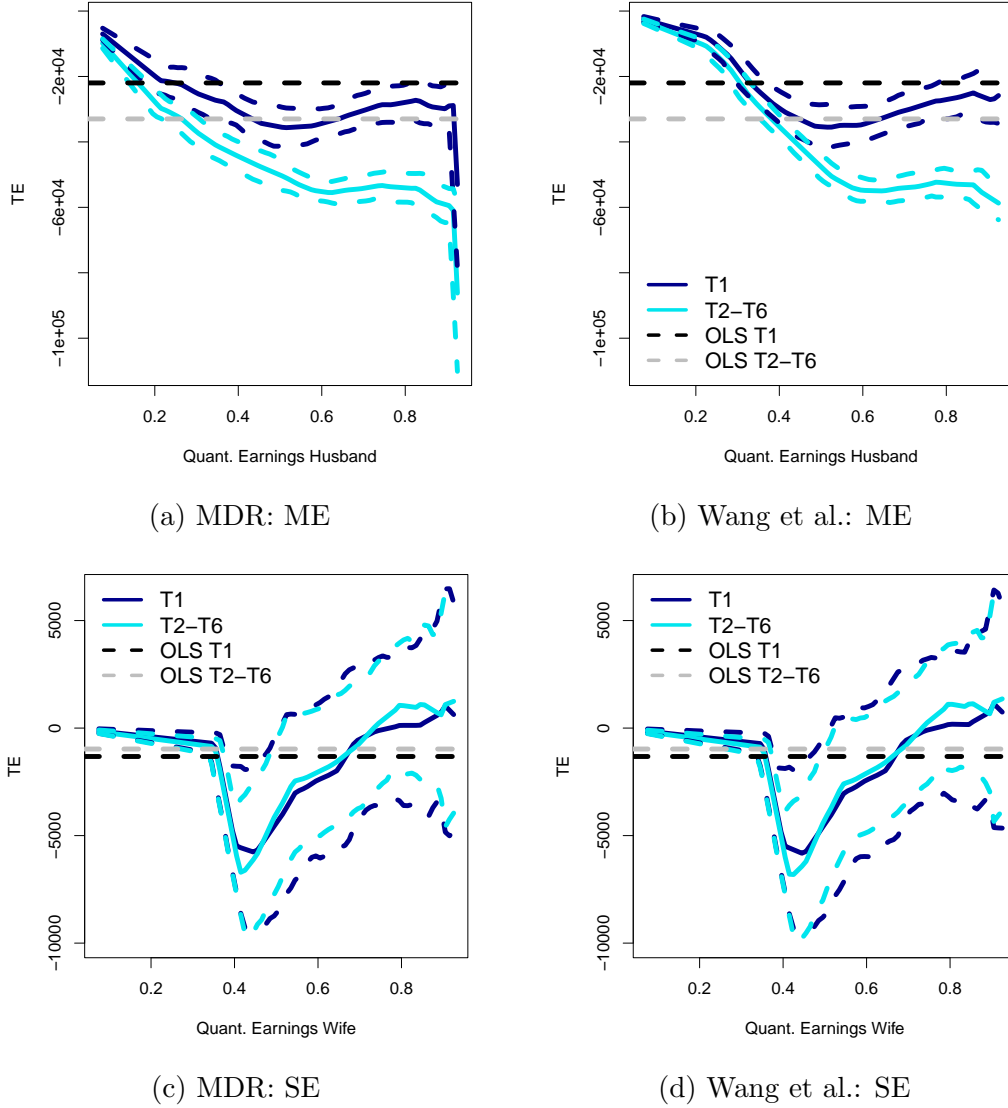 TE
−2e+04
−6e+04
−1e+05
0.2 0.4 0.6 0.8
Quant. Earnings Husband
(a) MDR: ME
TE
−2e+04
−6e+04
−1e+05
T1
T2−T6
OLS T1
OLS T2−T6
0.2 0.4 0.6 0.8
Quant. Earnings Husband
(b) Wang et al.: ME
TE
5000
0
−5000
−10000
T1
T2−T6
OLS T1
OLS T2−T6
0.2 0.4 0.6 0.8
Quant. Earnings Wife
(c) MDR: SE
TE
5000
0
−5000
−10000
T1
T2−T6
OLS T1
OLS T2−T6
0.2 0.4 0.6 0.8
Quant. Earnings Wife
(d) Wang et al.: SE